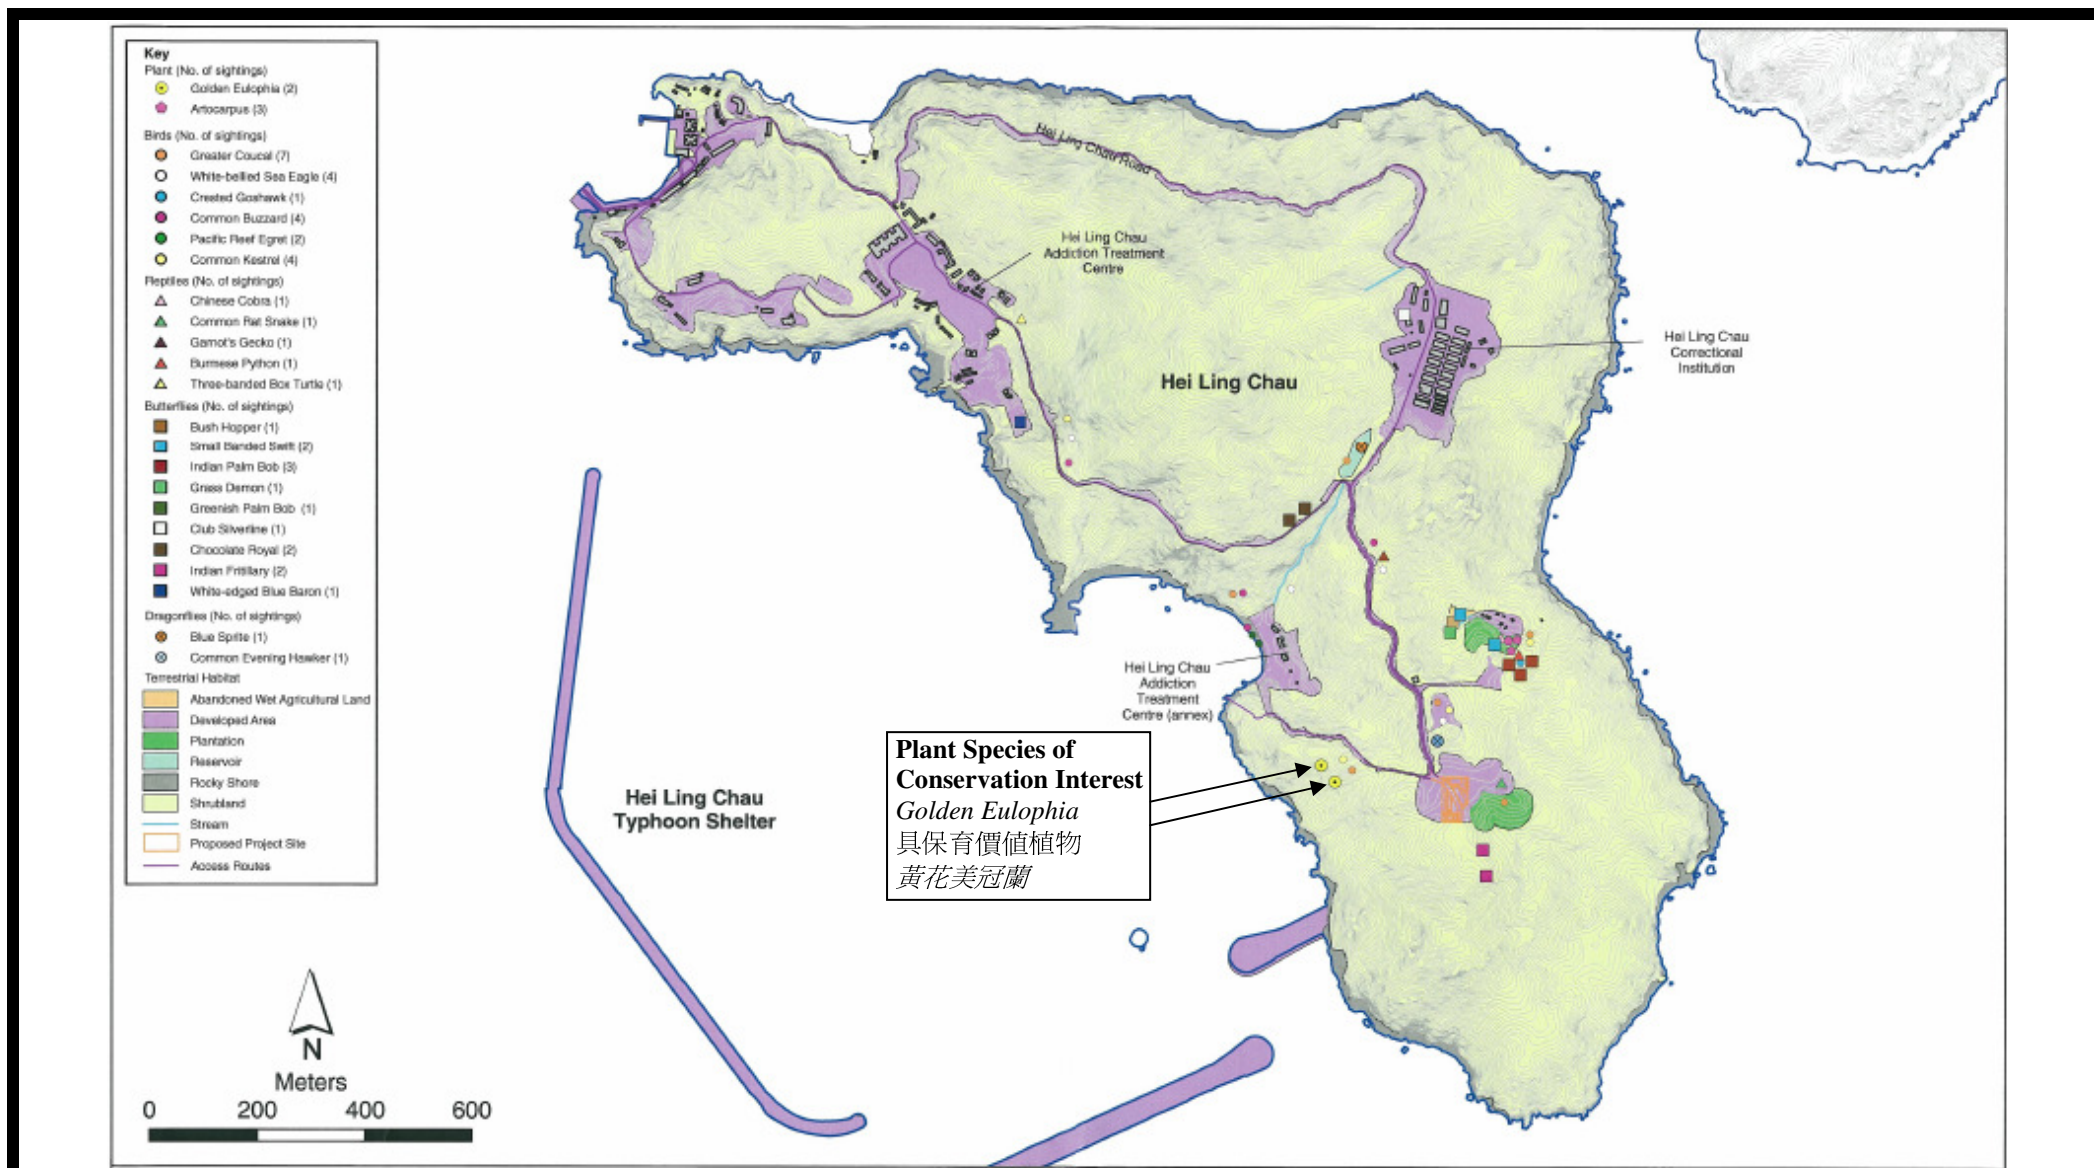 Key
Plant (No. of sightings)
Golden Eulophia (2)
Artocarpus (3)
Birds (No. of sightings)
Greater Coucal (7)
White-bellied Sea Eagle (4)
Crested Goshawk (1)
Common Buzzard (4)
Pacific Reef Egret (2)
Common Kestrel (4)
Reptiles (No. of sightings)
Chinese Cobra (1)
Common Rat Snake (1)
Garnot's Gecko (1)
Burmese Python (1)
Three-banded Box Turtle (1)
Butterflies (No. of sightings)
Bush Hopper (1)
Small Banded Swift (2)
Indian Palm Bob (3)
Grass Demon (1)
Greenish Palm Bob (1)
Club Silverline (1)
Chocolate Royal (2)
Indian Fritillary (2)
White-edged Blue Baron (1)
Dragonflies (No. of sightings)
Blue Sprite (1)
Common Evening Hawker (1)
Terrestrial Habitat
Abandoned Wet Agricultural Land
Developed Area
Plantation
Reservoir
Rocky Shore
Shrubland
Stream
Proposed Project Site
Access Routes
N
Meters
0 200 400 600
Hei Ling Chau Road
Hei Ling Chau
Addiction Treatment
Centre
Hei Ling Chau
Correctional
Institution
Hei Ling Chau
Hei Ling Chau
Addiction
Treatment
Centre (annex)
Plant Species of
Conservation Interest
Golden Eulophia
具保育價值植物
黃花美冠蘭
Hei Ling Chau
Typhoon Shelter